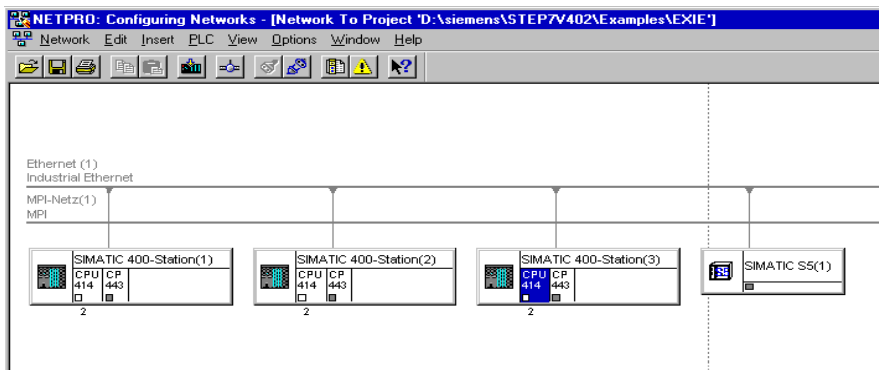 NETPRO: Configuring Networks - [Network To Project 'D:\siemens\STEP7V402\Examples\EXIE']
Network Edit Insert PLC View Options Window Help
Ethernet (1)
Industrial Ethernet
MPI-Netz(1)
MPI
SIMATIC 400-Station(1)
CPU CP
414 443
2
SIMATIC 400-Station(2)
CPU CP
414 443
2
SIMATIC 400-Station(3)
CPU CP
414 443
2
SIMATIC S5(1)